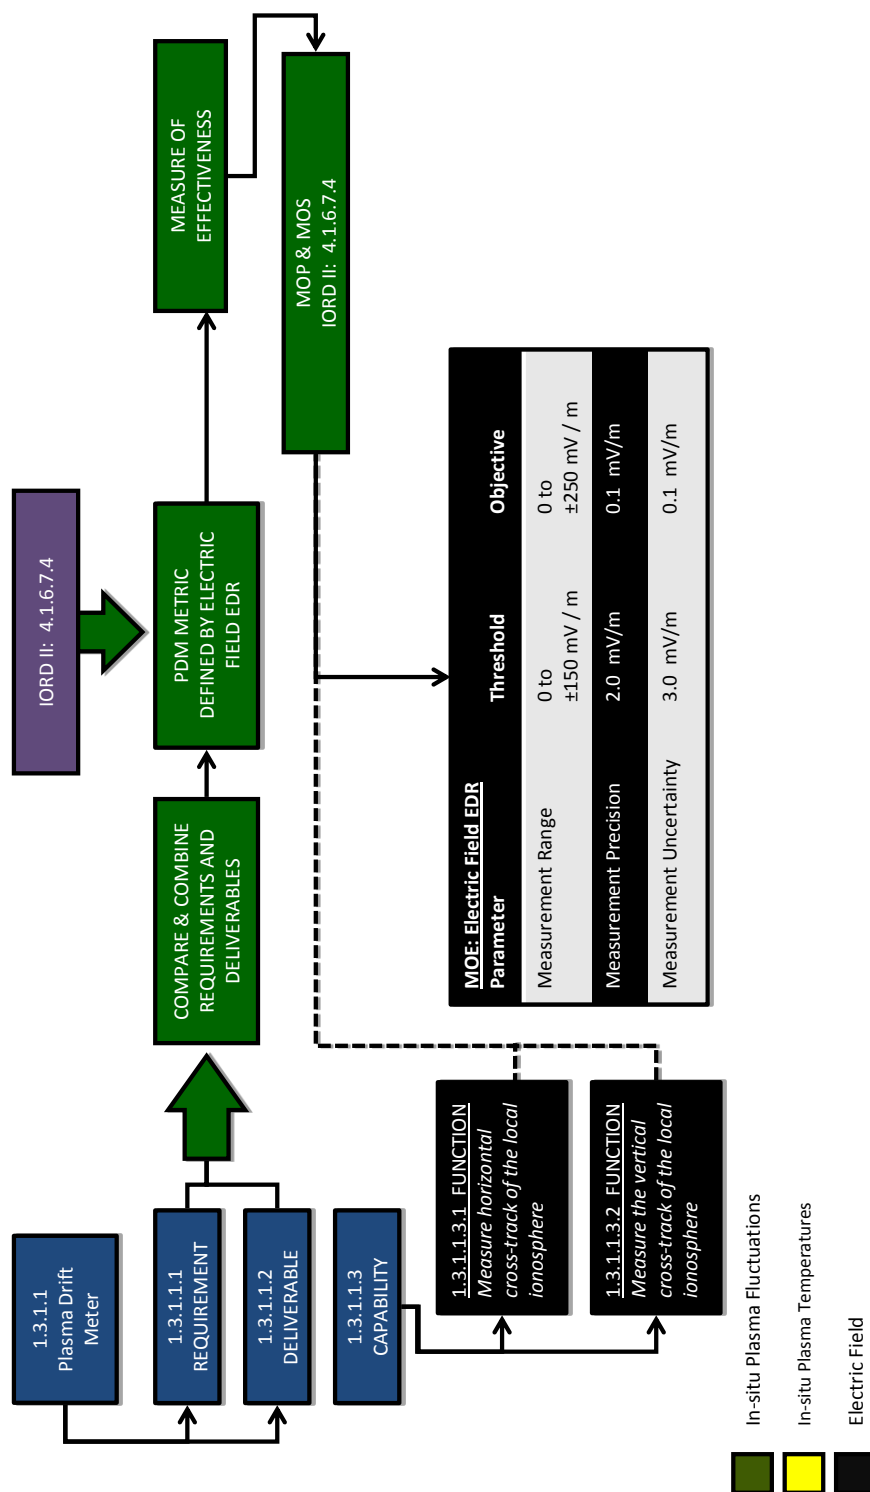 1.3.1.1
Plasma Drift
Meter
IORD II:  4.1.6.7.4
1.3.1.1.1
REQUIREMENT
1.3.1.1.2
DELIVERABLE
COMPARE & COMBINE
REQUIREMENTS AND
DELIVERABLES
PDM METRIC
DEFINED BY ELECTRIC
FIELD EDR
MEASURE OF
EFFECTIVENESS
1.3.1.1.3
CAPABILITY
MOP & MOS
IORD II:  4.1.6.7.4
1.3.1.1.3.1  FUNCTION
Measure horizontal
cross-track of the local
ionosphere
1.3.1.1.3.2  FUNCTION
Measure the vertical
cross-track of the local
ionosphere
MOE: Electric Field EDR
Parameter Threshold Objective
Measurement Range 0 to 0 to
±150 mV / m ±250 mV / m
Measurement Precision 2.0  mV/m 0.1  mV/m
Measurement Uncertainty 3.0  mV/m 0.1  mV/m
In-situ Plasma Fluctuations
In-situ Plasma Temperatures
Electric Field